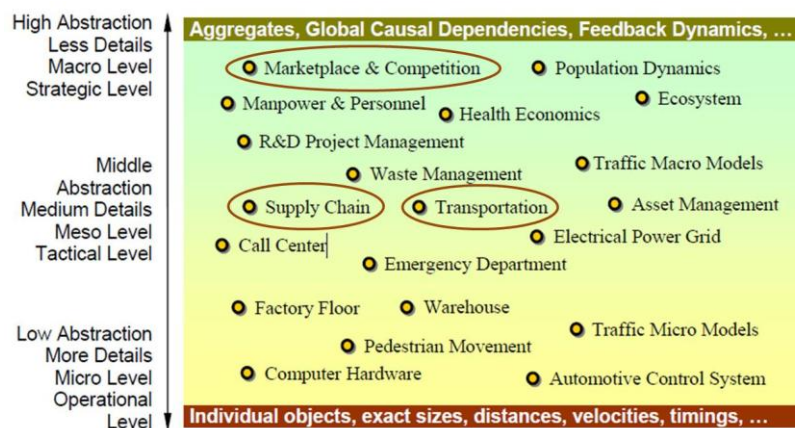 High Abstraction
Less Details
Macro Level
Strategic Level
Middle
Abstraction
Medium Details
Meso Level
Tactical Level
Low Abstraction
More Details
Micro Level
Operational
Level
Aggregates, Global Causal Dependencies, Feedback Dynamics, ...
Marketplace & Competition
Population Dynamics
Manpower & Personnel
Health Economics
Ecosystem
R&D Project Management
Waste Management
Traffic Macro Models
Supply Chain
Transportation
Asset Management
Call Center
Electrical Power Grid
Emergency Department
Factory Floor
Warehouse
Traffic Micro Models
Pedestrian Movement
Computer Hardware
Automotive Control System
Individual objects, exact sizes, distances, velocities, timings, ...